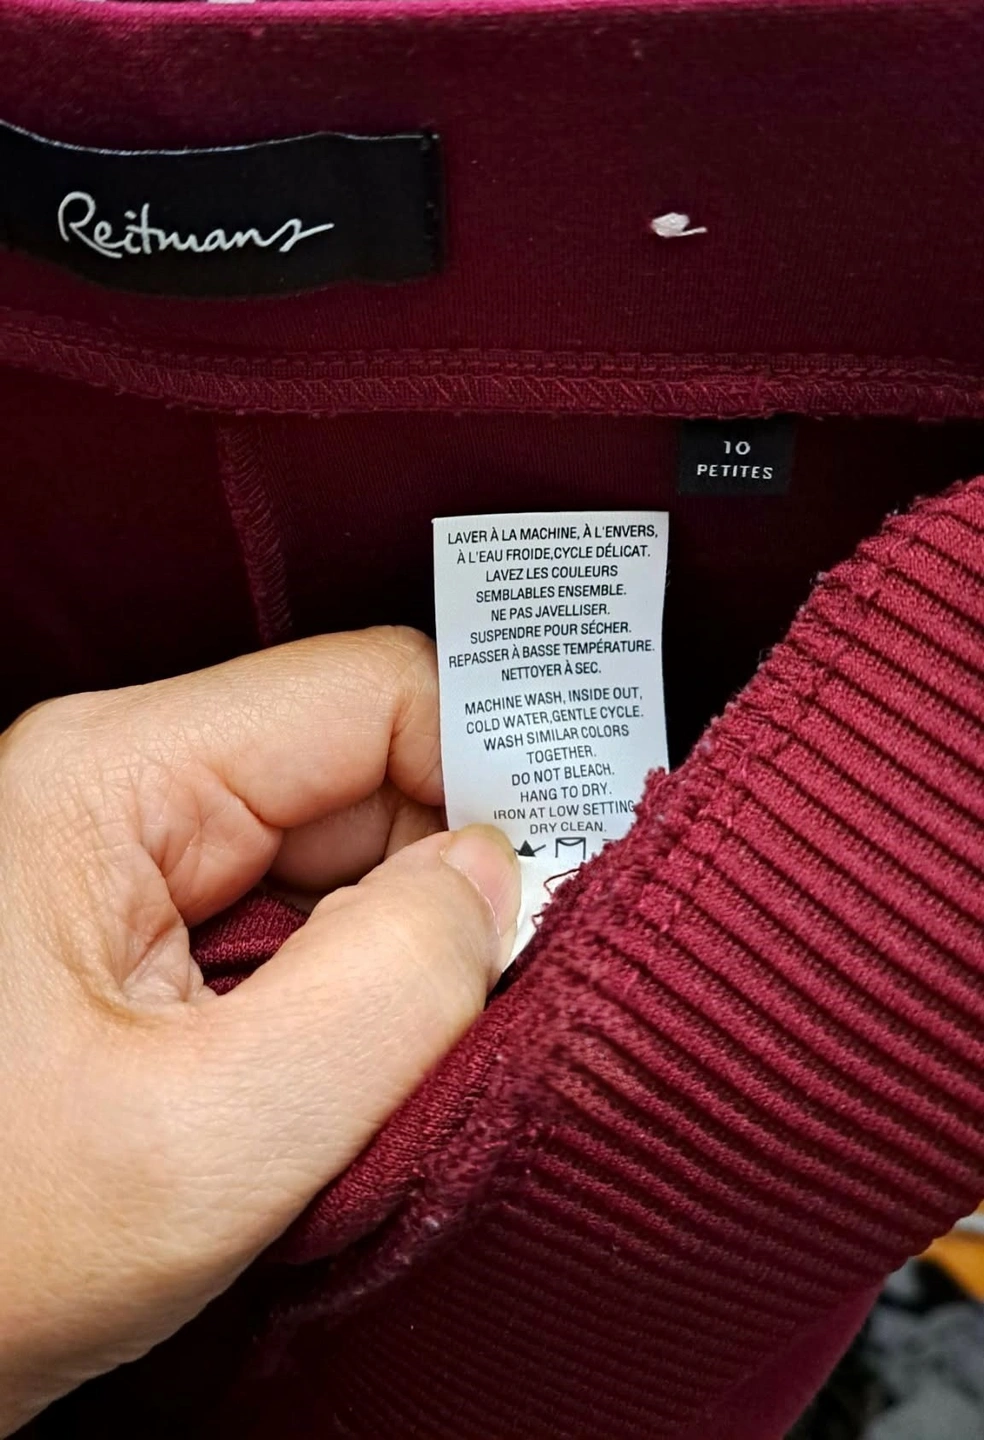 Reitmans
10
PETITES
LAVER À LA MACHINE, À L'ENVERS,
À L'EAU FROIDE,CYCLE DÉLICAT.
LAVEZ LES COULEURS
SEMBLABLES ENSEMBLE.
NE PAS JAVELLISER.
SUSPENDRE POUR SÉCHER.
REPASSER À BASSE TEMPÉRATURE.
NETTOYER À SEC.
MACHINE WASH, INSIDE OUT,
COLD WATER,GENTLE CYCLE.
WASH SIMILAR COLORS
TOGETHER.
DO NOT BLEACH.
HANG TO DRY.
IRON AT LOW SETTING
DRY CLEAN.